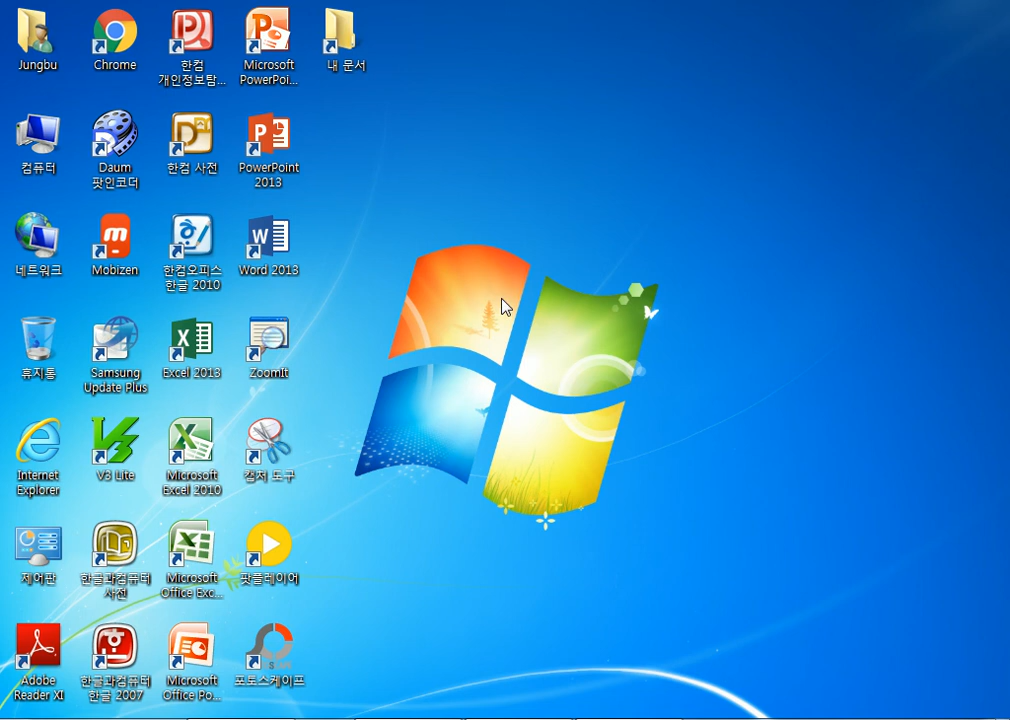 Jungbu
Chrome
한컴
개인정보탐...
Microsoft
PowerPoi...
내 문서
컴퓨터
Daum
팟인코더
한컴 사전
PowerPoint
2013
네트워크
Mobizen
한컴오피스
한글 2010
Word 2013
휴지통
Samsung
Update Plus
Excel 2013
ZoomIt
Internet
Explorer
V3 Lite
Microsoft
Excel 2010
캡처 도구
제어판
한글과컴퓨터
사전
Microsoft
Office Exc...
팟플레이어
Adobe
Reader XI
한글과컴퓨터
한글 2007
Microsoft
Office Po...
포토스케이프